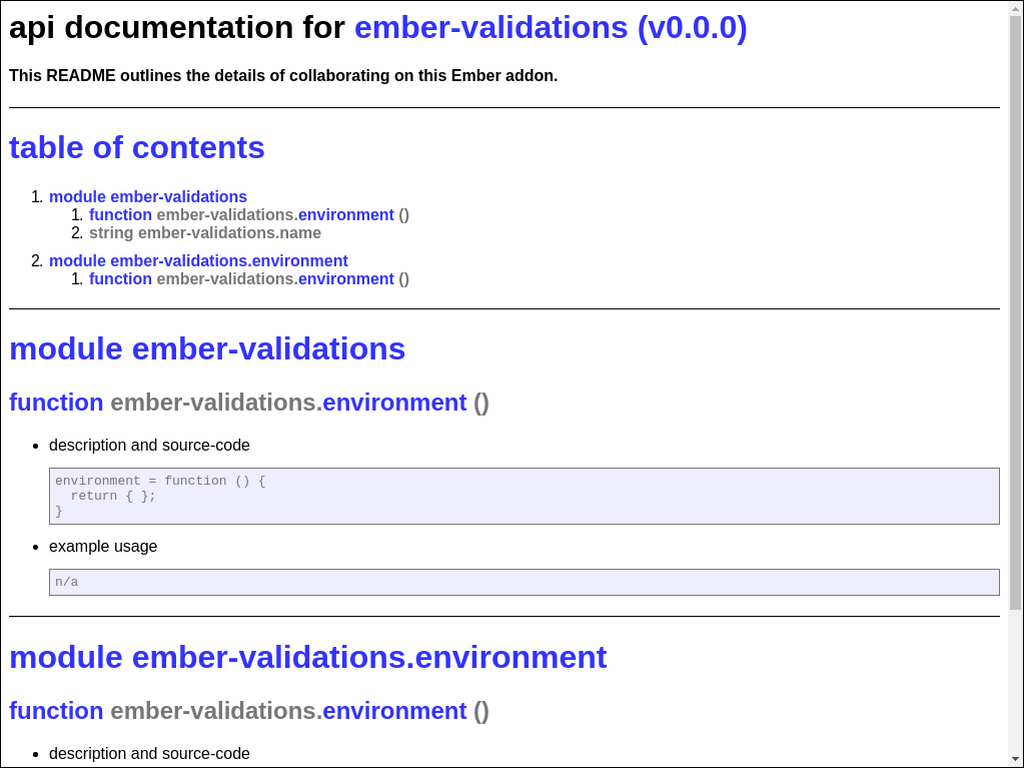 api documentation for ember-validations (v0.0.0)
This README outlines the details of collaborating on this Ember addon.
table of contents
1. module ember-validations
1. function ember-validations.environment ()
2. string ember-validations.name
2. module ember-validations.environment
1. function ember-validations.environment ()
module ember-validations
function ember-validations.environment ()
• description and source-code
environment = function () {
  return { };
}
• example usage
n/a
module ember-validations.environment
function ember-validations.environment ()
• description and source-code